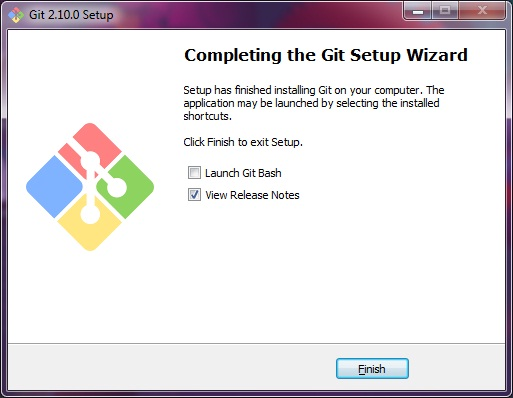 Git 2.10.0 Setup
Completing the Git Setup Wizard
Setup has finished installing Git on your computer. The
application may be launched by selecting the installed
shortcuts.
Click Finish to exit Setup.
Launch Git Bash
View Release Notes
Finish